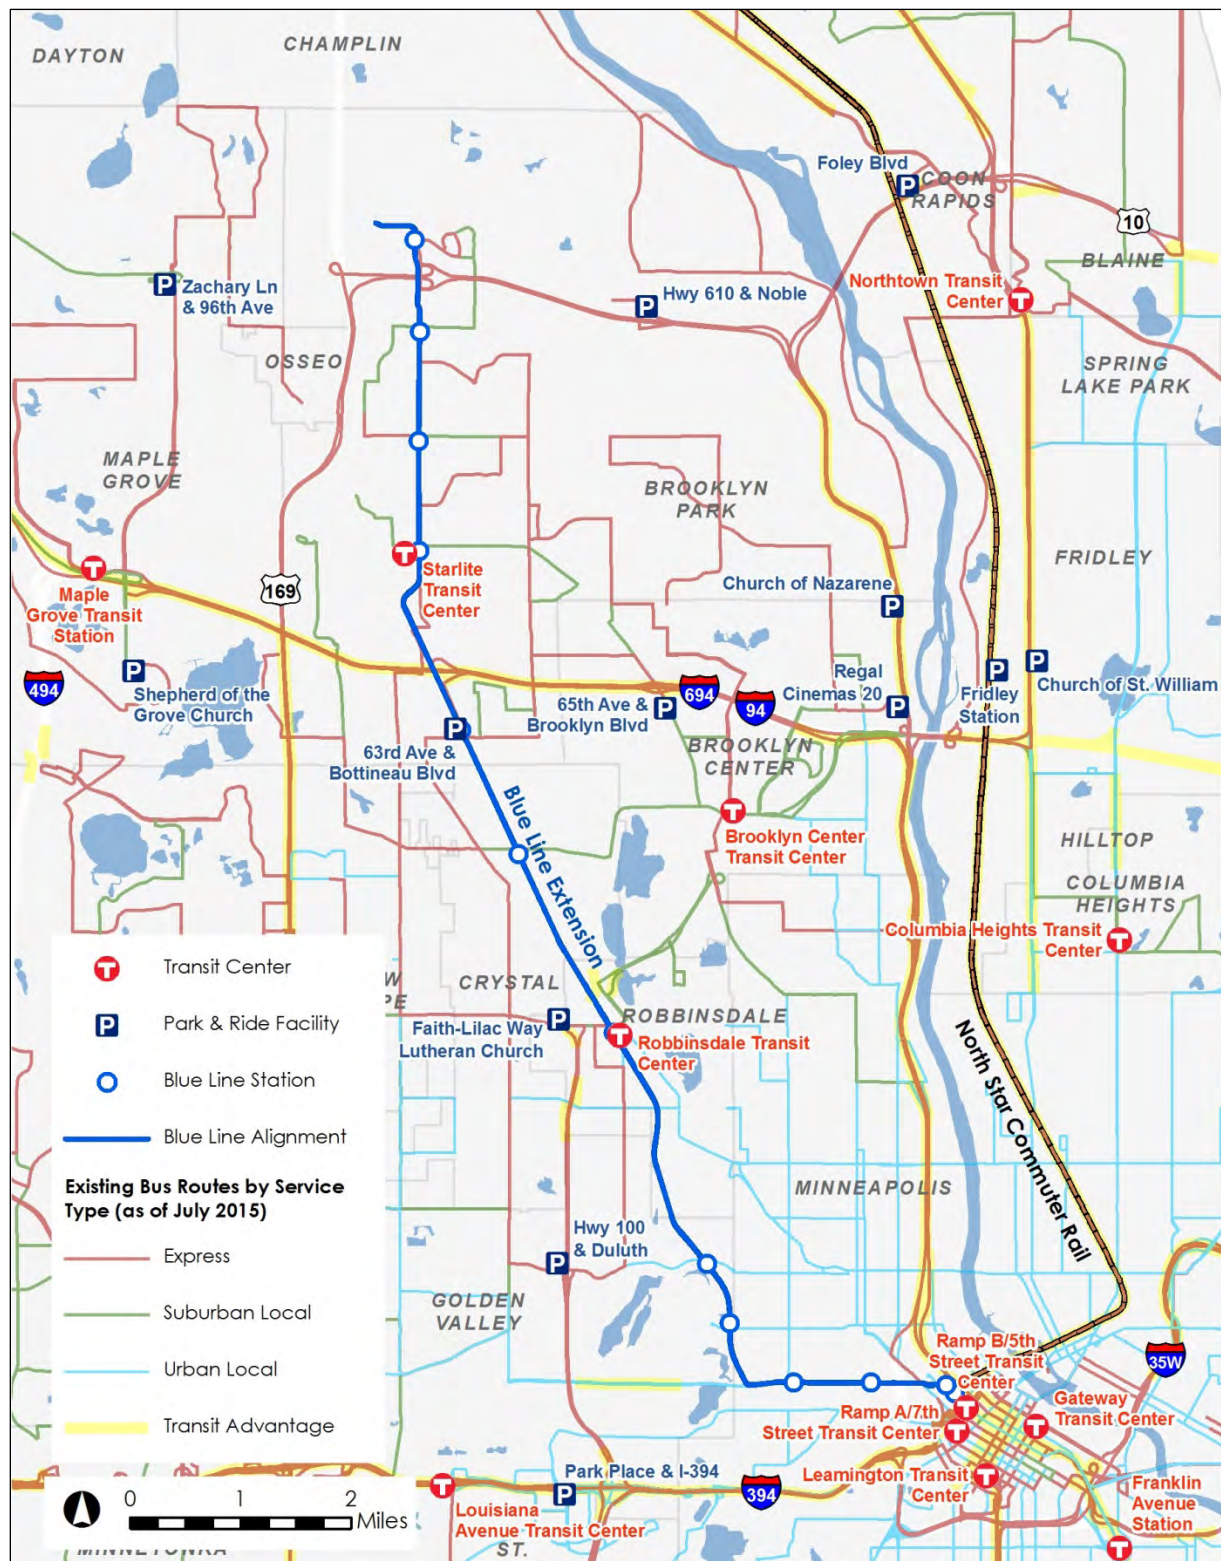 DAYTON
CHAMPLIN
Foley Blvd
COON
RAPIDS
10
BLAINE
Zachary Ln
& 96th Ave
Hwy 610 & Noble
Northtown Transit
Center
OSSEO
SPRING
LAKE PARK
MAPLE
GROVE
BROOKLYN
PARK
FRIDLEY
Maple
Grove Transit
Station
169
Starlite
Transit
Center
Church of Nazarene
494
Shepherd of the
Grove Church
65th Ave &
Brooklyn Blvd
694
94
Regal
Cinemas 20
Fridley
Station
Church of St. William
63rd Ave &
Bottineau Blvd
BROOKLYN
CENTER
Blue Line Extension
Brooklyn Center
Transit Center
HILLTOP
COLUMBIA
HEIGHTS
Columbia Heights Transit
Center
CRYSTAL
Faith-Lilac Way
Lutheran Church
ROBBINSDALE
Robbinsdale Transit
Center
North Star Commuter Rail
MINNEAPOLIS
Hwy 100
& Duluth
GOLDEN
VALLEY
Ramp B/5th
Street Transit
Center
35W
Ramp A/7th
Street Transit Center
Gateway
Transit Center
Leamington Transit
Center
Park Place & I-394
394
Louisiana
Avenue Transit Center
ST.
Franklin
Avenue
Station
T Transit Center
P Park & Ride Facility
Blue Line Station
Blue Line Alignment
Existing Bus Routes by Service
Type (as of July 2015)
Express
Suburban Local
Urban Local
Transit Advantage
0 1 2
Miles